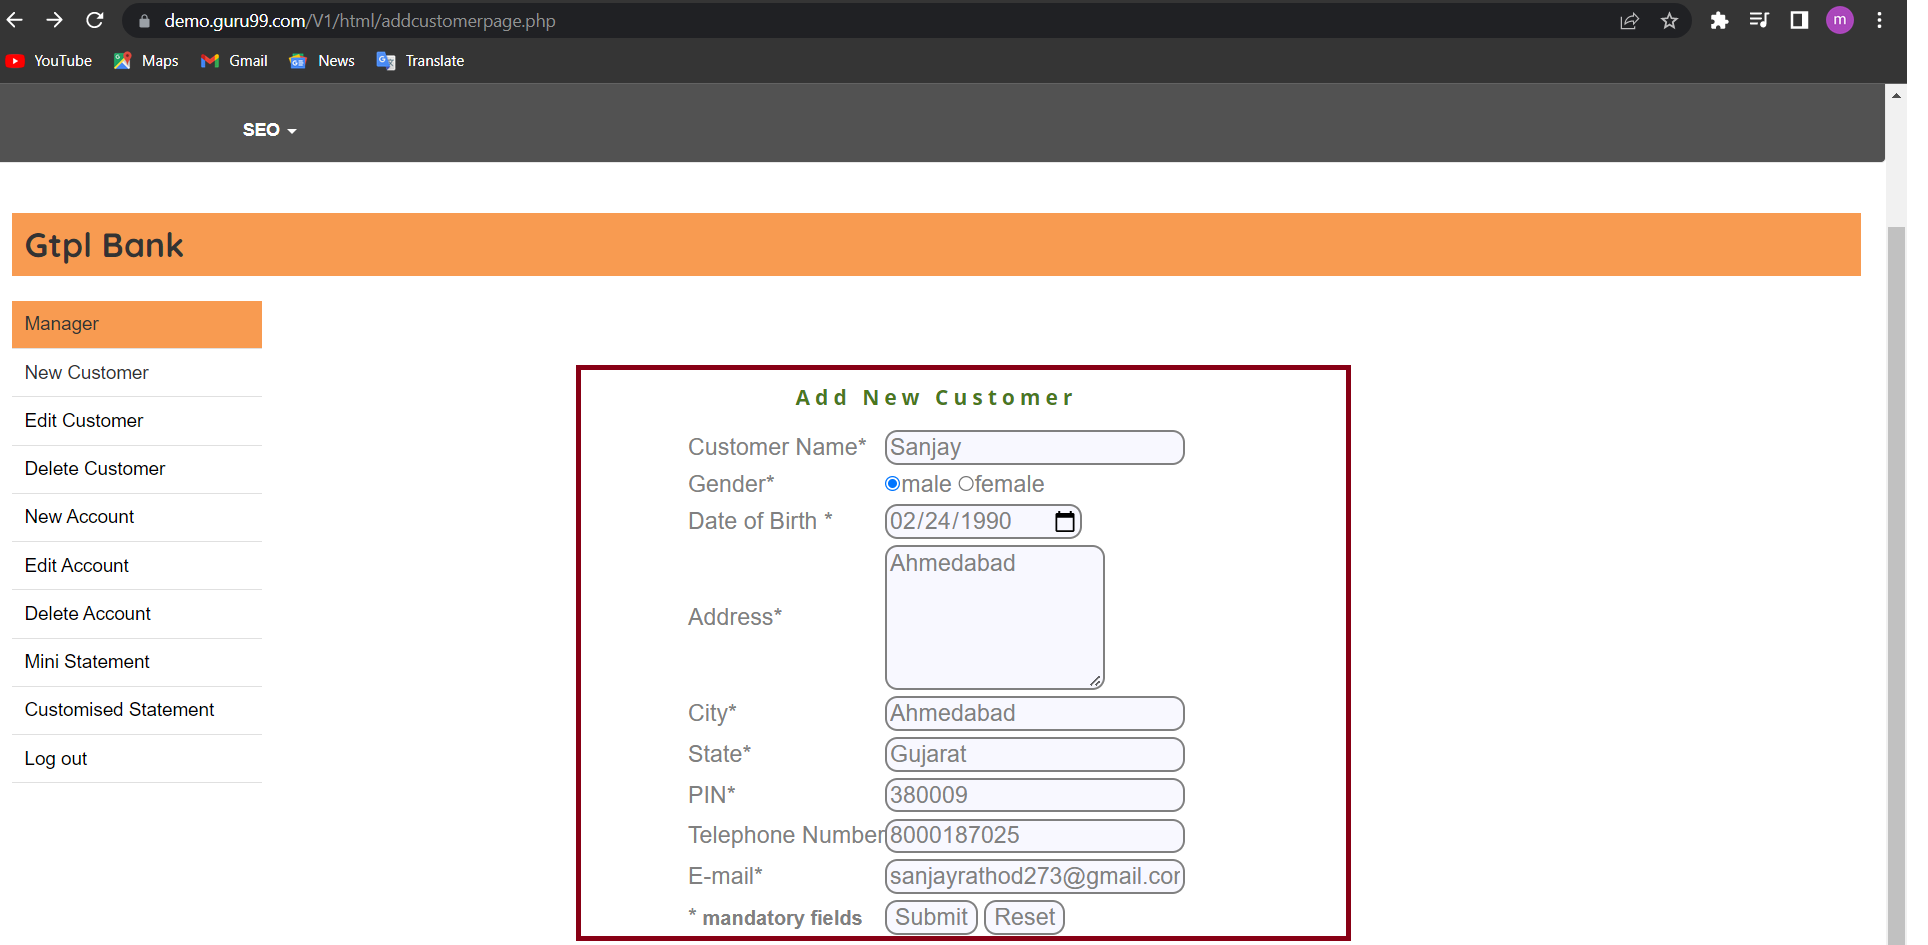 demo.guru99.com/V1/html/addcustomerpage.php
m
YouTube Maps Gmail News Translate
SEO
Gtpl Bank
Manager
New Customer
Edit Customer
Delete Customer
New Account
Edit Account
Delete Account
Mini Statement
Customised Statement
Log out
Add New Customer
Customer Name* Sanjay
Gender* male female
Date of Birth * 02/24/1990
Address* Ahmedabad
City* Ahmedabad
State* Gujarat
PIN* 380009
Telephone Number 8000187025
E-mail* sanjayrathod273@gmail.com
* mandatory fields Submit Reset